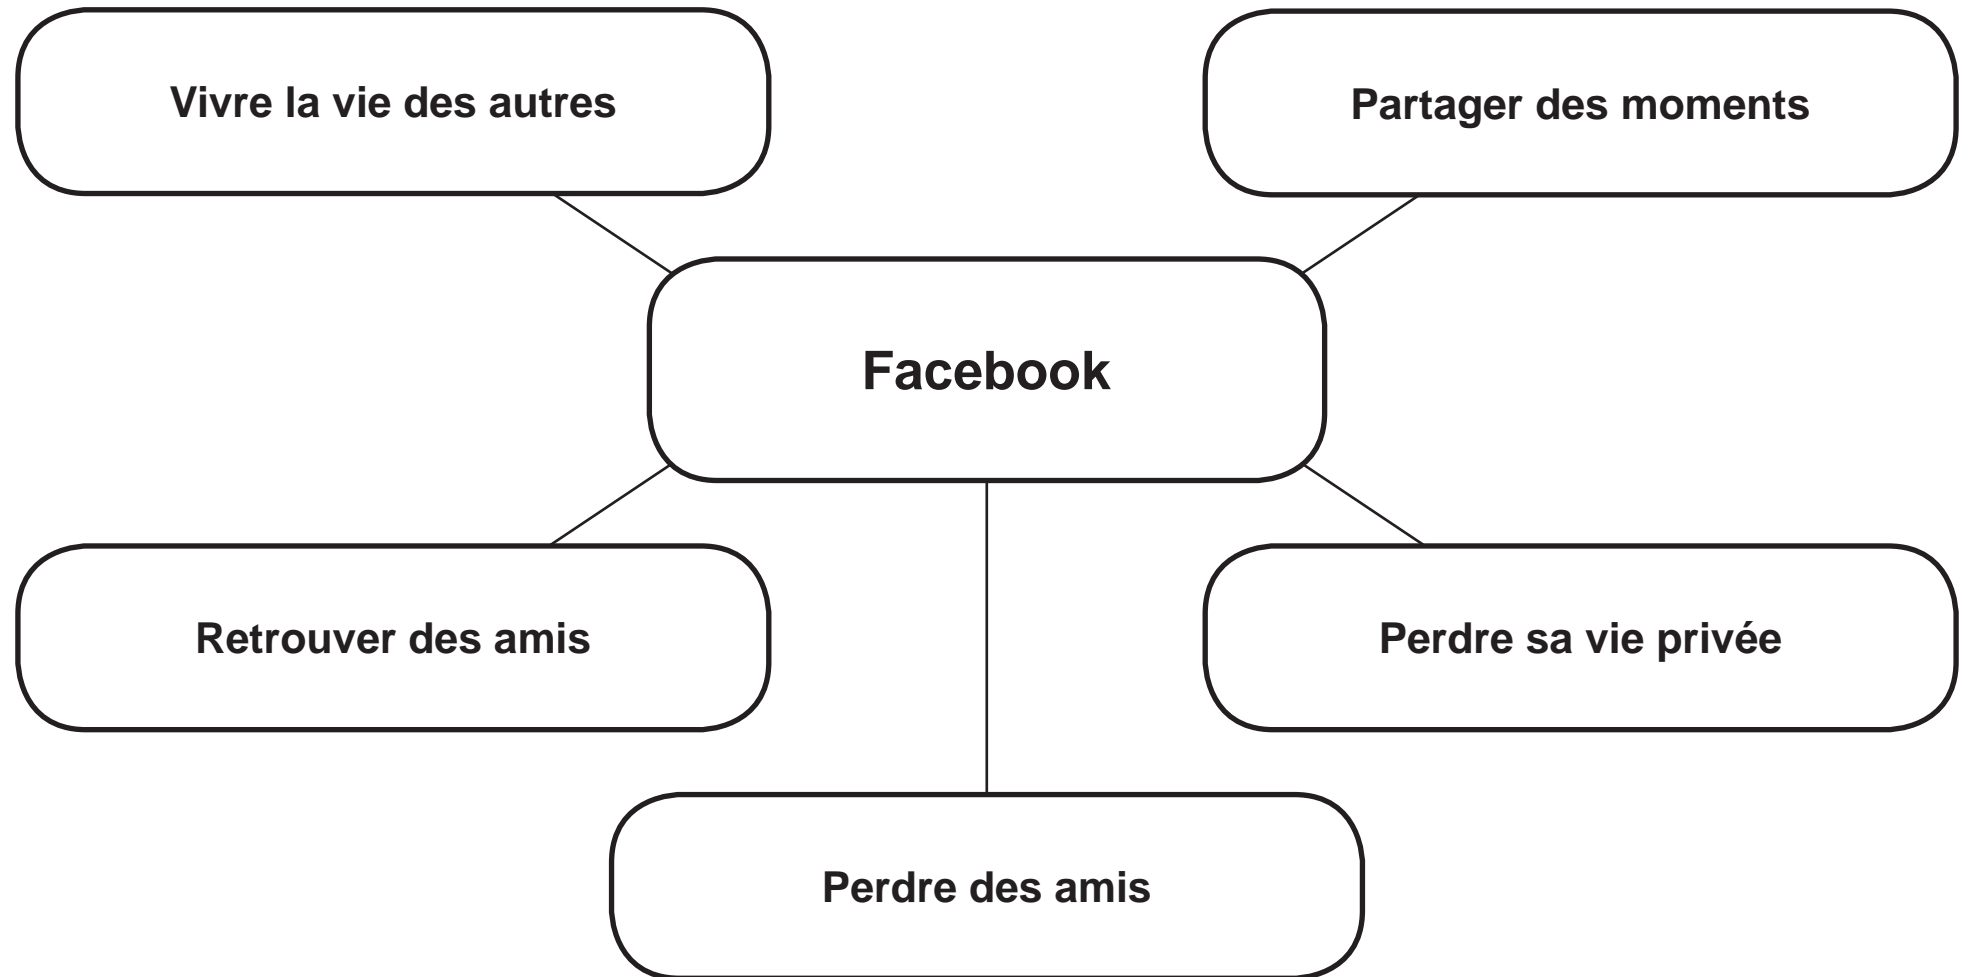 Vivre la vie des autres
Partager des moments
Facebook
Retrouver des amis
Perdre sa vie privée
Perdre des amis